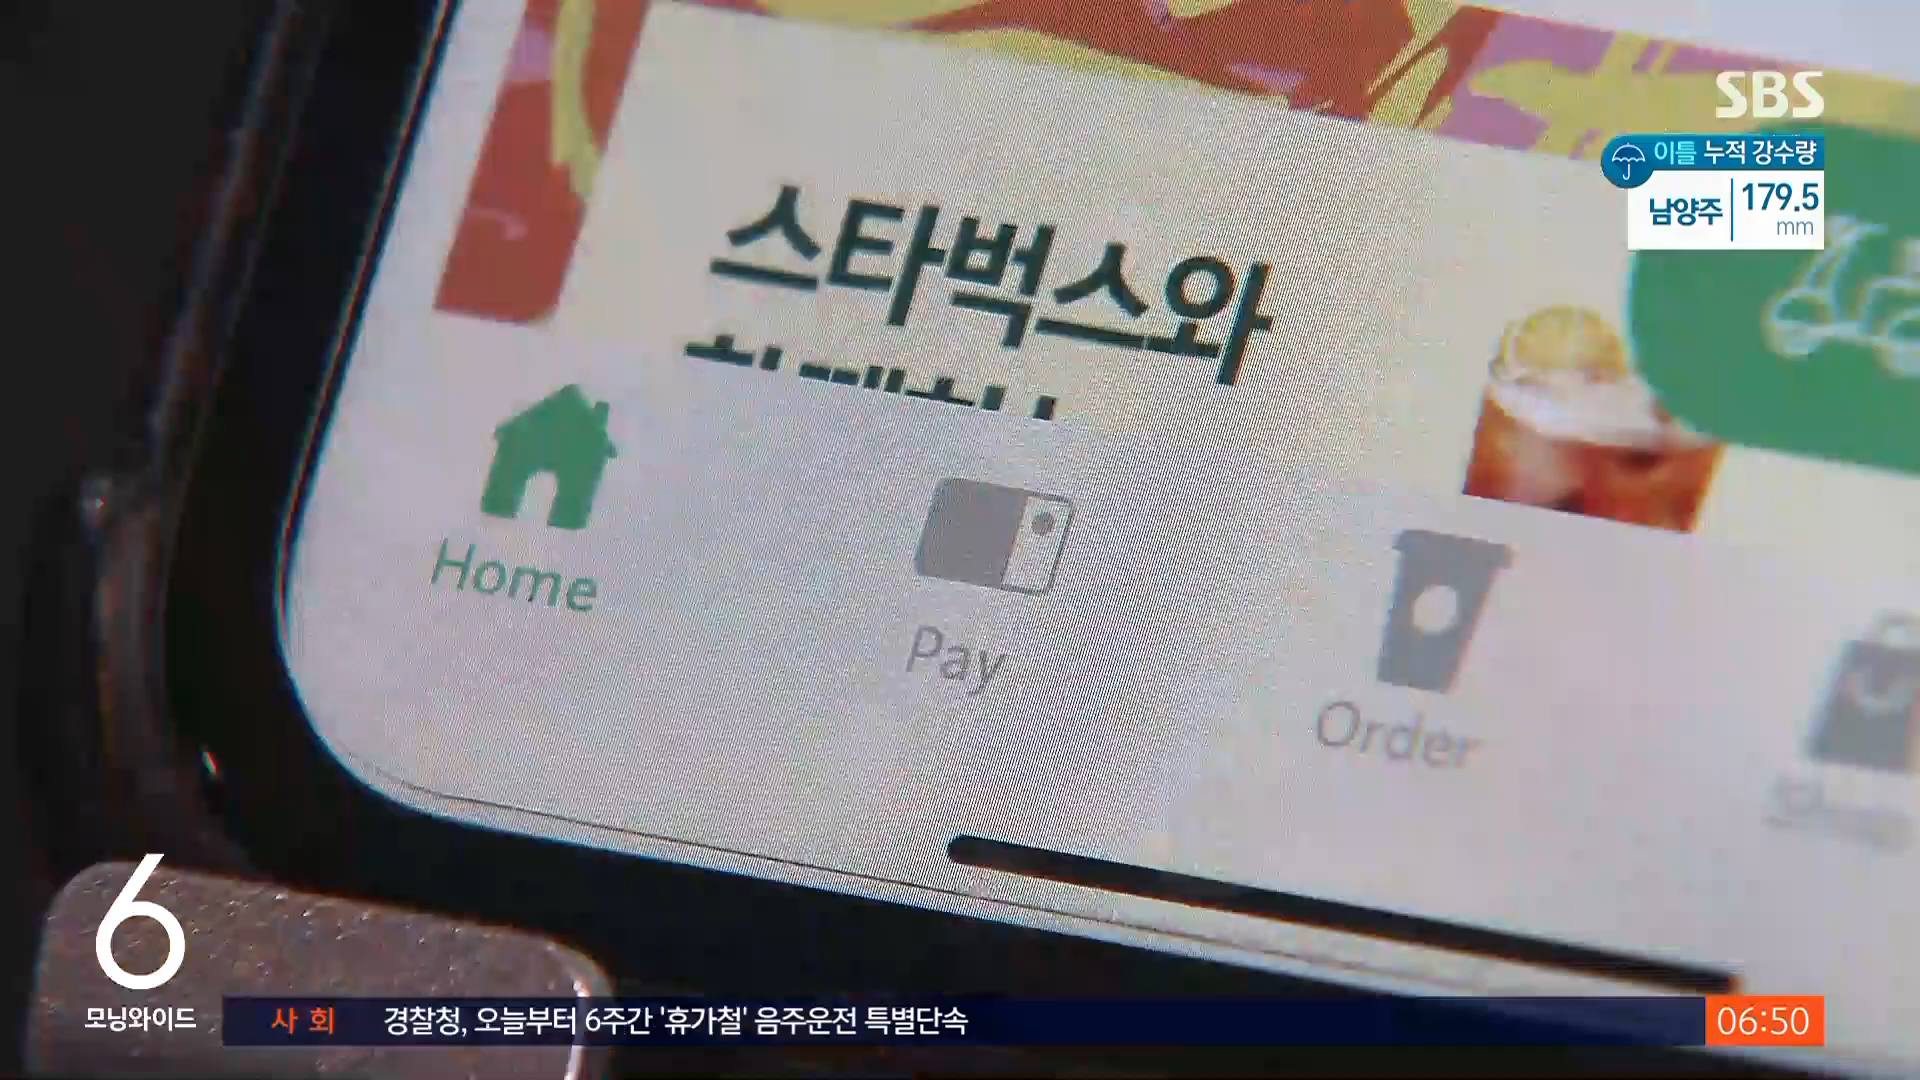 SBS
이틀 누적 강수량
남양주 179.5
mm
스타벅스와
Home
Pay
Order
6
모닝와이드
사회 경찰청, 오늘부터 6주간 '휴가철' 음주운전 특별단속 06:50